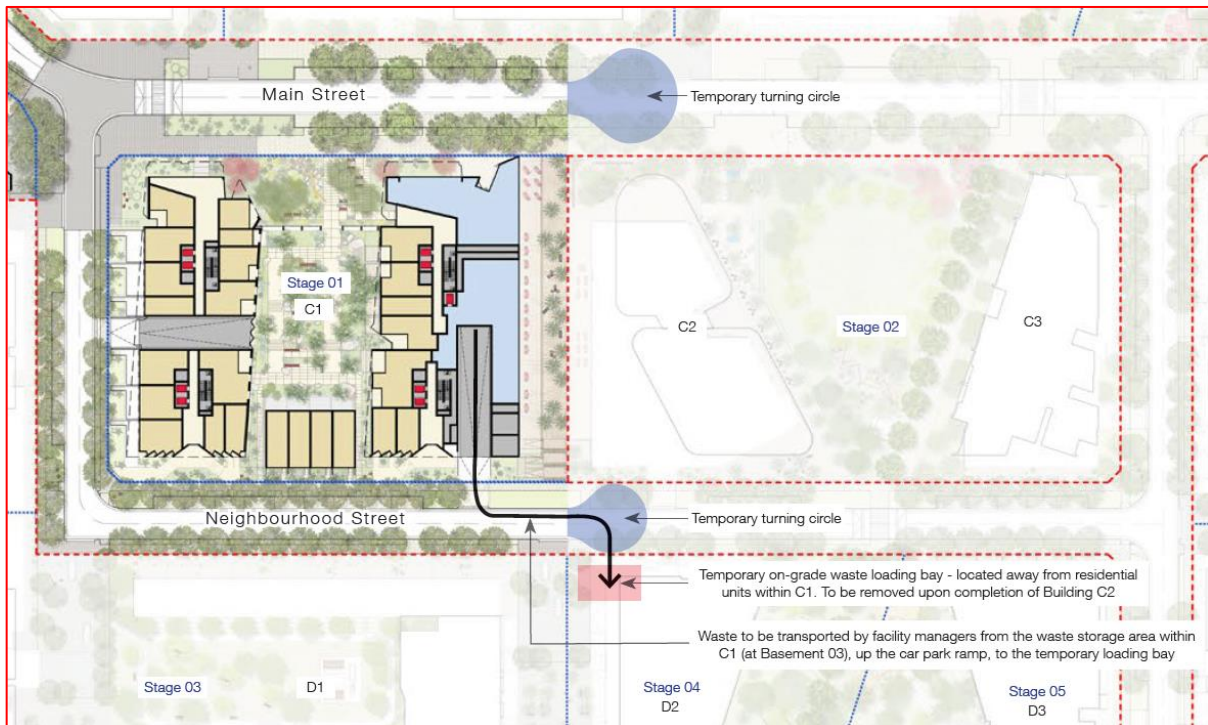 Main Street
Temporary turning circle
Stage 01
C1
C2
Stage 02
C3
Neighbourhood Street
Temporary turning circle
Temporary on-grade waste loading bay - located away from residential
units within C1. To be removed upon completion of Building C2
Waste to be transported by facility managers from the waste storage area within
C1 (at Basement 03), up the car park ramp, to the temporary loading bay
Stage 03
D1
Stage 04
D2
Stage 05
D3